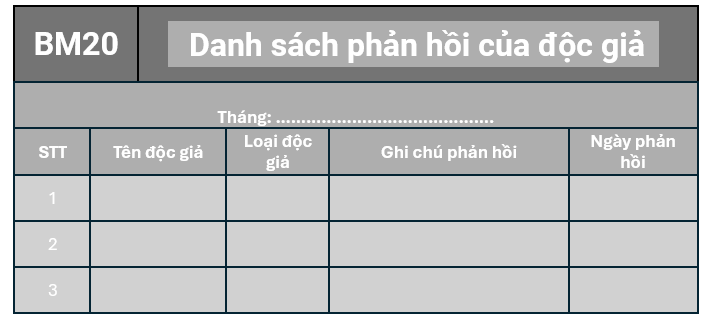 BM20 Danh sách phản hồi của độc giả
Tháng: ...........................................
STT Tên độc giả Loại độc giả Ghi chú phản hồi Ngày phản hồi
1
2
3